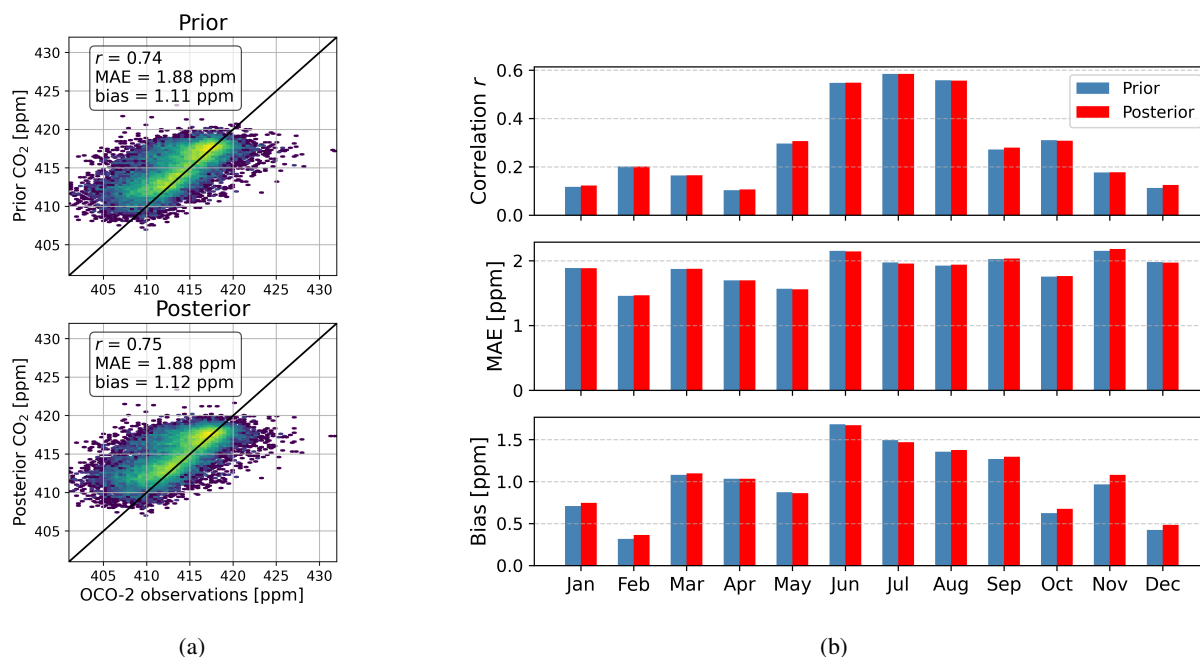 Prior
r = 0.74
MAE = 1.88 ppm
bias = 1.11 ppm
Prior CO2 [ppm]
430
425
420
415
410
405
405 410 415 420 425 430
Posterior
r = 0.75
MAE = 1.88 ppm
bias = 1.12 ppm
Posterior CO2 [ppm]
430
425
420
415
410
405
405 410 415 420 425 430
OCO-2 observations [ppm]
(a)
Correlation r
0.6
0.4
0.2
0.0
Prior
Posterior
MAE [ppm]
2
1
0
Bias [ppm]
1.5
1.0
0.5
0.0
Jan Feb Mar Apr May Jun Jul Aug Sep Oct Nov Dec
(b)